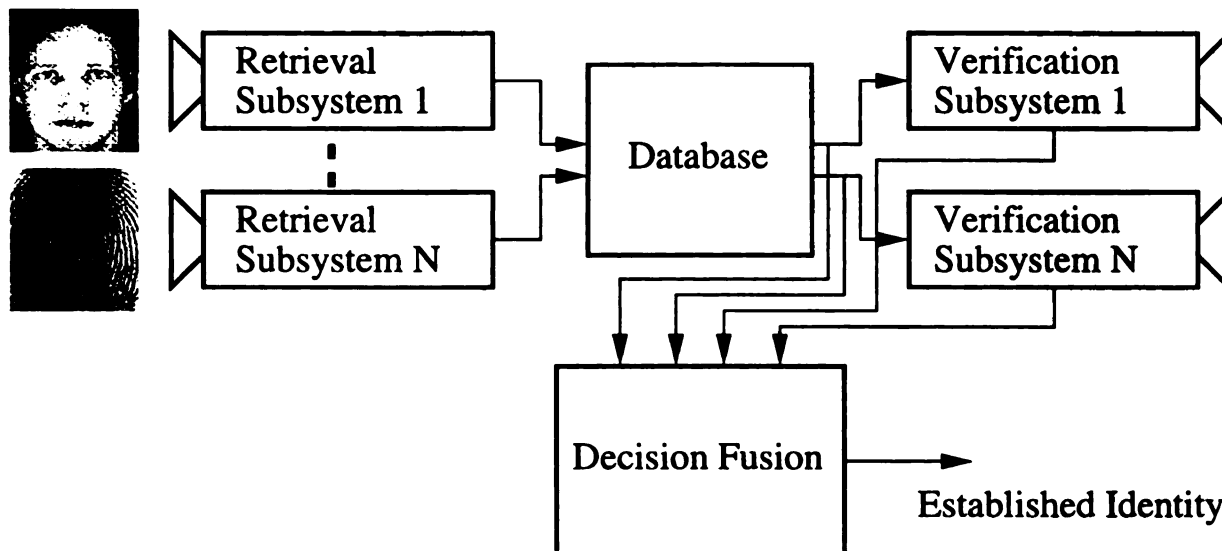 Retrieval
Subsystem 1
Retrieval
Subsystem N
Database
Verification
Subsystem 1
Verification
Subsystem N
Decision Fusion
Established Identity